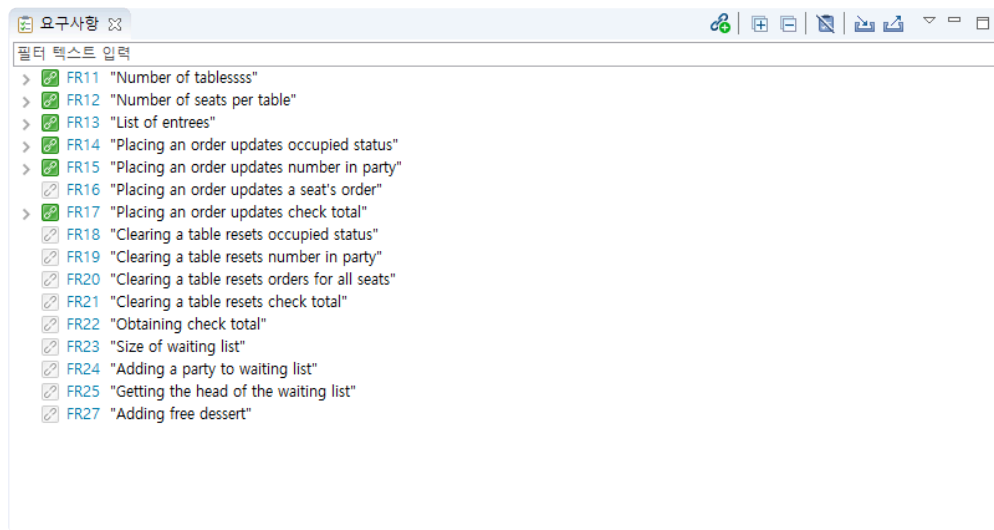 요구사항
필터 텍스트 입력
FR11 "Number of tablessss"
FR12 "Number of seats per table"
FR13 "List of entrees"
FR14 "Placing an order updates occupied status"
FR15 "Placing an order updates number in party"
FR16 "Placing an order updates a seat's order"
FR17 "Placing an order updates check total"
FR18 "Clearing a table resets occupied status"
FR19 "Clearing a table resets number in party"
FR20 "Clearing a table resets orders for all seats"
FR21 "Clearing a table resets check total"
FR22 "Obtaining check total"
FR23 "Size of waiting list"
FR24 "Adding a party to waiting list"
FR25 "Getting the head of the waiting list"
FR27 "Adding free dessert"